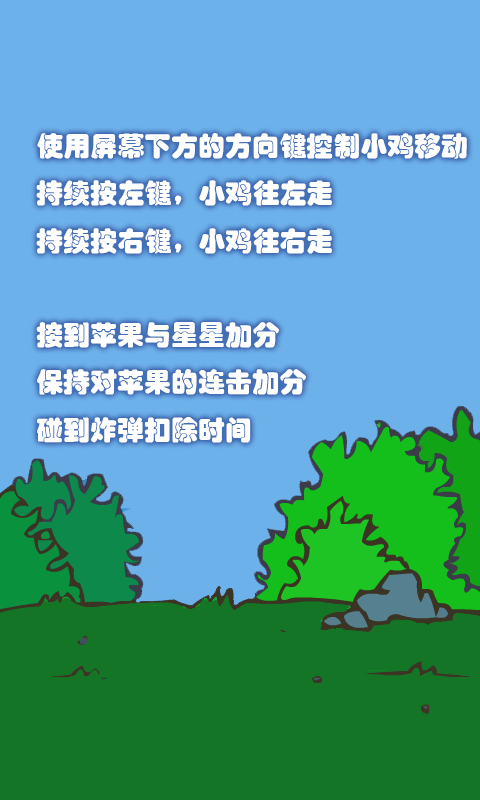 使用屏幕下方的方向键控制小鸡移动
持续按左键，小鸡往左走
持续按右键，小鸡往右走
接到苹果与星星加分
保持对苹果的连击加分
碰到炸弹扣除时间